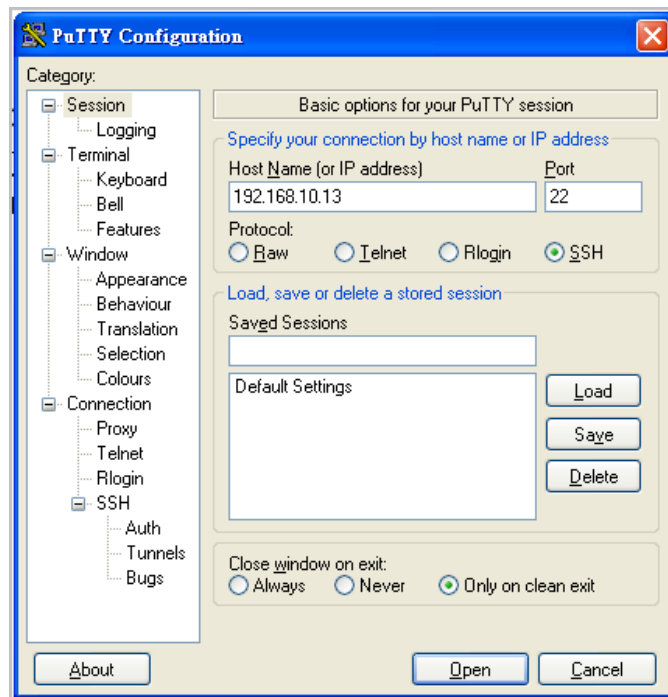 PuTTY Configuration
Category:
Session
Logging
Terminal
Keyboard
Bell
Features
Window
Appearance
Behaviour
Translation
Selection
Colours
Connection
Proxy
Telnet
Rlogin
SSH
Auth
Tunnels
Bugs
Basic options for your PuTTY session
Specify your connection by host name or IP address
Host Name (or IP address) Port
192.168.10.13 22
Protocol:
Raw Telnet Rlogin SSH
Load, save or delete a stored session
Saved Sessions
Default Settings
Load
Save
Delete
Close window on exit:
Always Never Only on clean exit
About Open Cancel